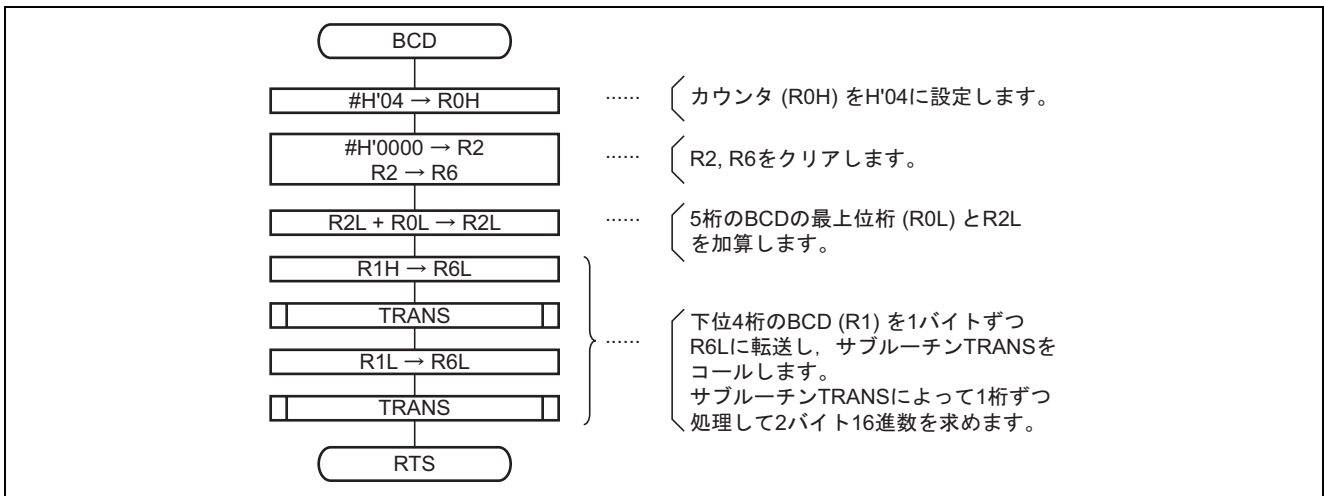 BCD
#H'04 → R0H
...... カウンタ (R0H) をH'04に設定します。
#H'0000 → R2
R2 → R6
...... R2, R6をクリアします。
R2L + R0L → R2L
...... 5桁のBCDの最上位桁 (R0L) とR2L
を加算します。
R1H → R6L
TRANS
R1L → R6L
TRANS
...... 下位4桁のBCD (R1) を1バイトずつ
R6Lに転送し，サブルーチンTRANSを
コールします。
サブルーチンTRANSによって1桁ずつ
処理して2バイト16進数を求めます。
RTS